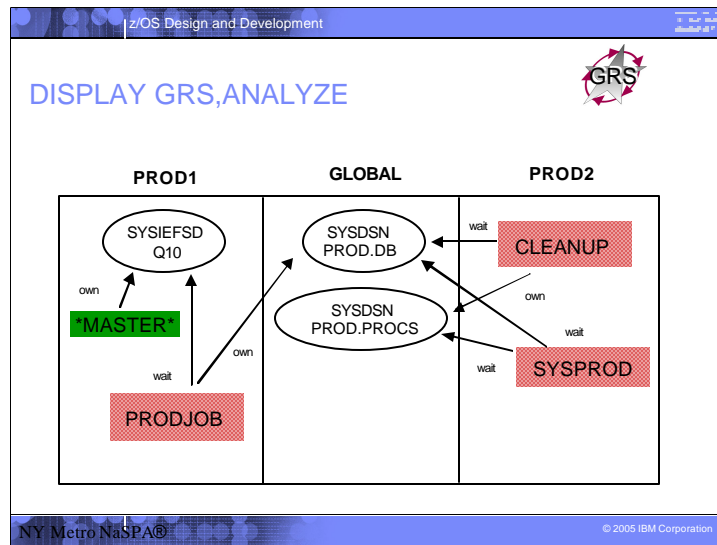 z/OS Design and Development
IBM
DISPLAY GRS,ANALYZE
GRS
PROD1
GLOBAL
PROD2
SYSIEFSD
Q10
SYSDSN
PROD.DB
wait
CLEANUP
own
SYSDSN
PROD.PROCS
own
*MASTER*
own
wait
wait
wait
SYSPROD
PRODJOB
NY Metro NaSPA®
© 2005 IBM Corporation